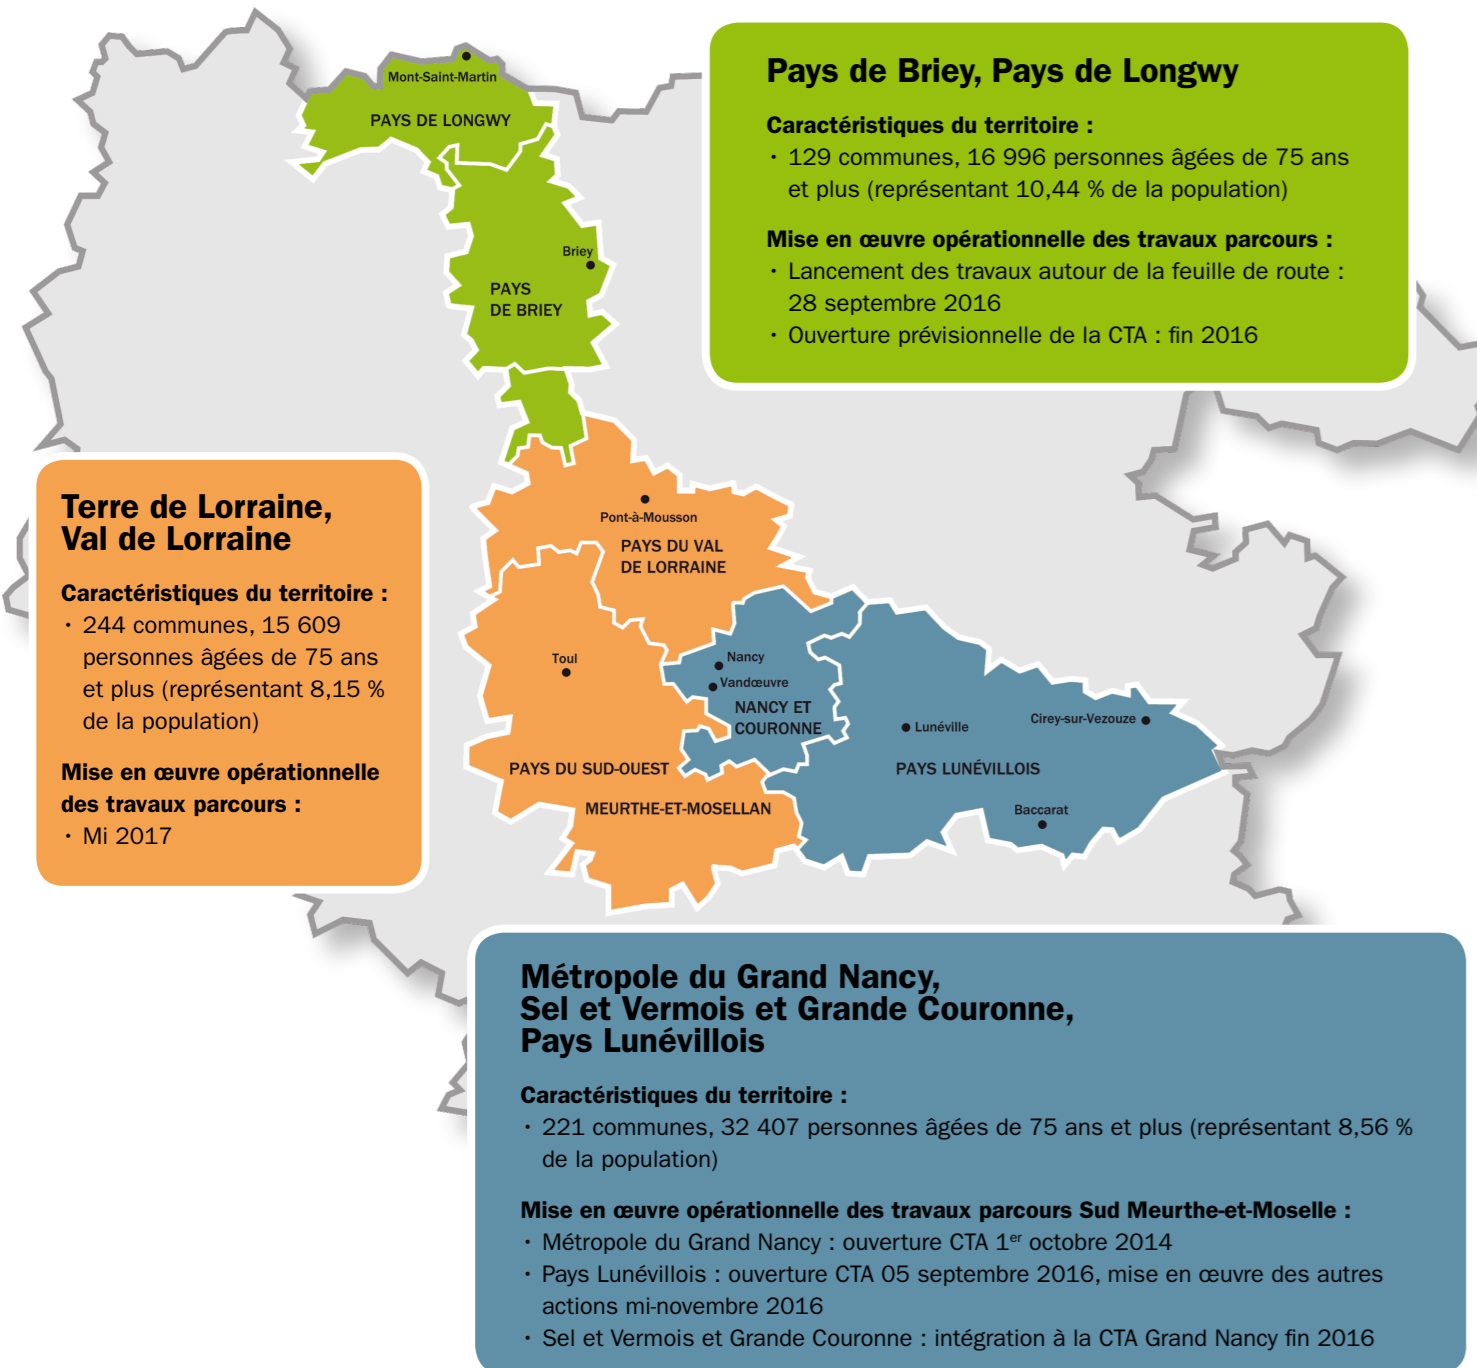 Mont-Saint-Martin
PAYS DE LONGWY
Briey
PAYS
DE BRIEY
Pays de Briey, Pays de Longwy
Caractéristiques du territoire :
· 129 communes, 16 996 personnes âgées de 75 ans
et plus (représentant 10,44 % de la population)
Mise en œuvre opérationnelle des travaux parcours :
· Lancement des travaux autour de la feuille de route :
28 septembre 2016
· Ouverture prévisionnelle de la CTA : fin 2016
Terre de Lorraine,
Val de Lorraine
Caractéristiques du territoire :
· 244 communes, 15 609
personnes âgées de 75 ans
et plus (représentant 8,15 %
de la population)
Mise en œuvre opérationnelle
des travaux parcours :
· Mi 2017
Pont-à-Mousson
PAYS DU VAL
DE LORRAINE
Toul
Nancy
Vandœuvre
NANCY ET
COURONNE
Lunéville
Cirey-sur-Vezouze
PAYS DU SUD-OUEST
PAYS LUNÉVILLOIS
MEURTHE-ET-MOSELLAN
Baccarat
Métropole du Grand Nancy,
Sel et Vermois et Grande Couronne,
Pays Lunévillois
Caractéristiques du territoire :
· 221 communes, 32 407 personnes âgées de 75 ans et plus (représentant 8,56 %
de la population)
Mise en œuvre opérationnelle des travaux parcours Sud Meurthe-et-Moselle :
· Métropole du Grand Nancy : ouverture CTA 1er octobre 2014
· Pays Lunévillois : ouverture CTA 05 septembre 2016, mise en œuvre des autres
actions mi-novembre 2016
· Sel et Vermois et Grande Couronne : intégration à la CTA Grand Nancy fin 2016